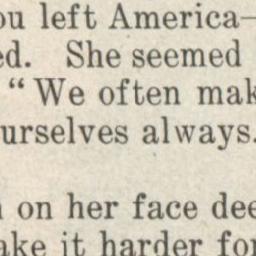 ou left America—
ed. She seemed
“We often mak
urselves always.
on her face dee
ake it harder for